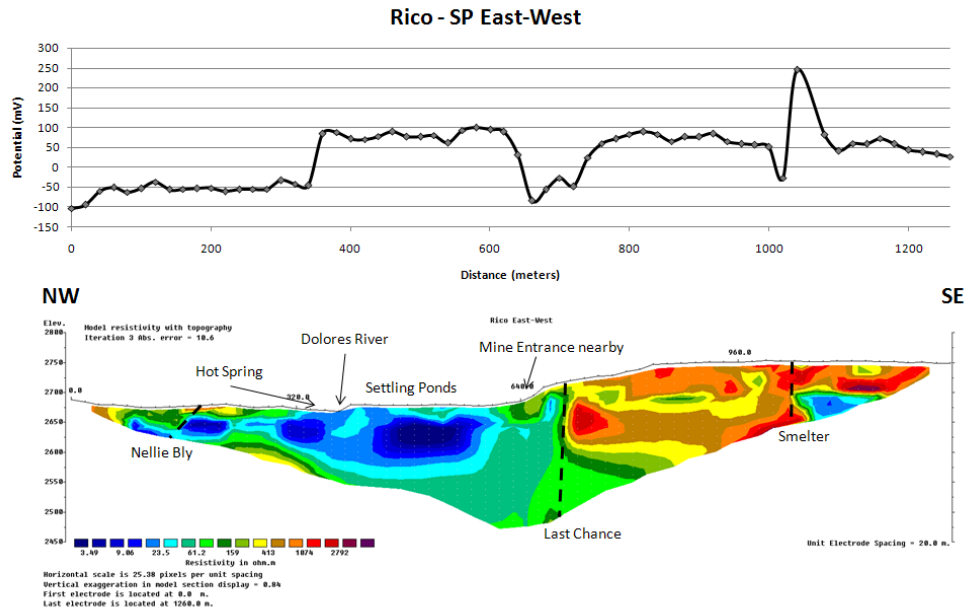 Rico - SP East-West
300
250
200
150
100
50
0
-50
-100
-150
Potential (mV)
0 200 400 600 800 1000 1200
Distance (meters)
NW SE
Elev. Model resistivity with topography
Iteration 3 Abs. error = 10.6
Rico East-West
2800
2750
2700
2650
2600
2550
2500
2450
0.0
320.0
640.0
960.0
Dolores River
Mine Entrance nearby
Hot Spring
Settling Ponds
Nellie Bly
Smelter
Last Chance
3.49 9.06 23.5 61.2 159 413 1074 2792
Resistivity in ohm.m
Unit Electrode Spacing = 20.0 m.
Horizontal scale is 25.38 pixels per unit spacing
Vertical exaggeration in model section display = 0.84
First electrode is located at 0.0 m.
Last electrode is located at 1260.0 m.